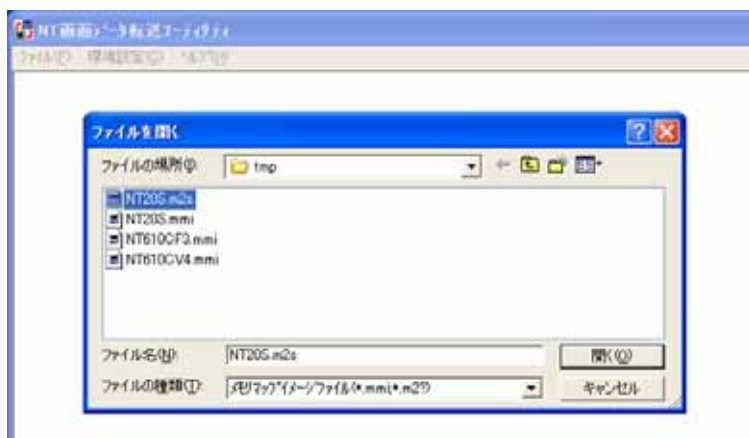 NT画面データ転送ユーティリティ
ファイル(F) 環境設定(C) ヘルプ(H)
ファイルを開く
ファイルの場所(I): tmp
NT20S.m2s
NT20S.mmi
NT610CF3.mmi
NT610CV4.mmi
ファイル名(N): NT20S.m2s 開く(O)
ファイルの種類(T): メモリマップイメージファイル(*.mmi,*.m2?) キャンセル